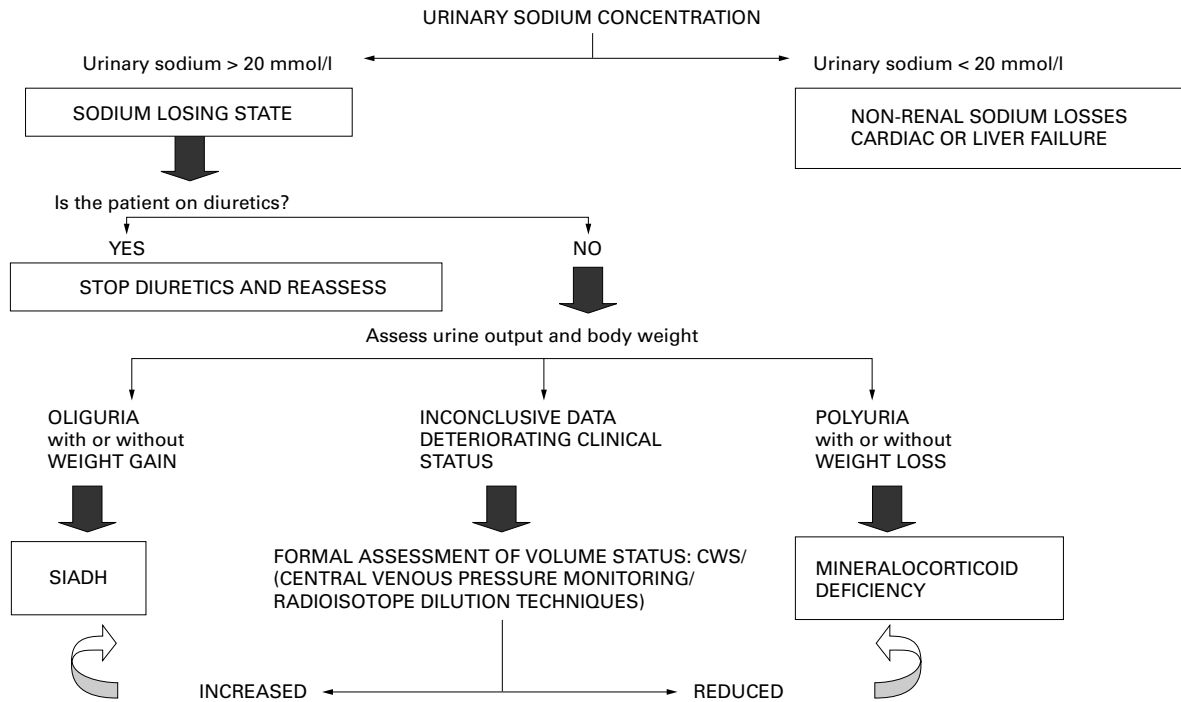 URINARY SODIUM CONCENTRATION
Urinary sodium > 20 mmol/l
Urinary sodium < 20 mmol/l
SODIUM LOSING STATE
NON-RENAL SODIUM LOSSES
CARDIAC OR LIVER FAILURE
Is the patient on diuretics?
YES
NO
STOP DIURETICS AND REASSESS
Assess urine output and body weight
OLIGURIA
with or without
WEIGHT GAIN
INCONCLUSIVE DATA
DETERIORATING CLINICAL
STATUS
POLYURIA
with or without
WEIGHT LOSS
SIADH
FORMAL ASSESSMENT OF VOLUME STATUS: CWS/
(CENTRAL VENOUS PRESSURE MONITORING/
RADIOISOTOPE DILUTION TECHNIQUES)
MINERALOCORTICOID
DEFICIENCY
INCREASED
REDUCED